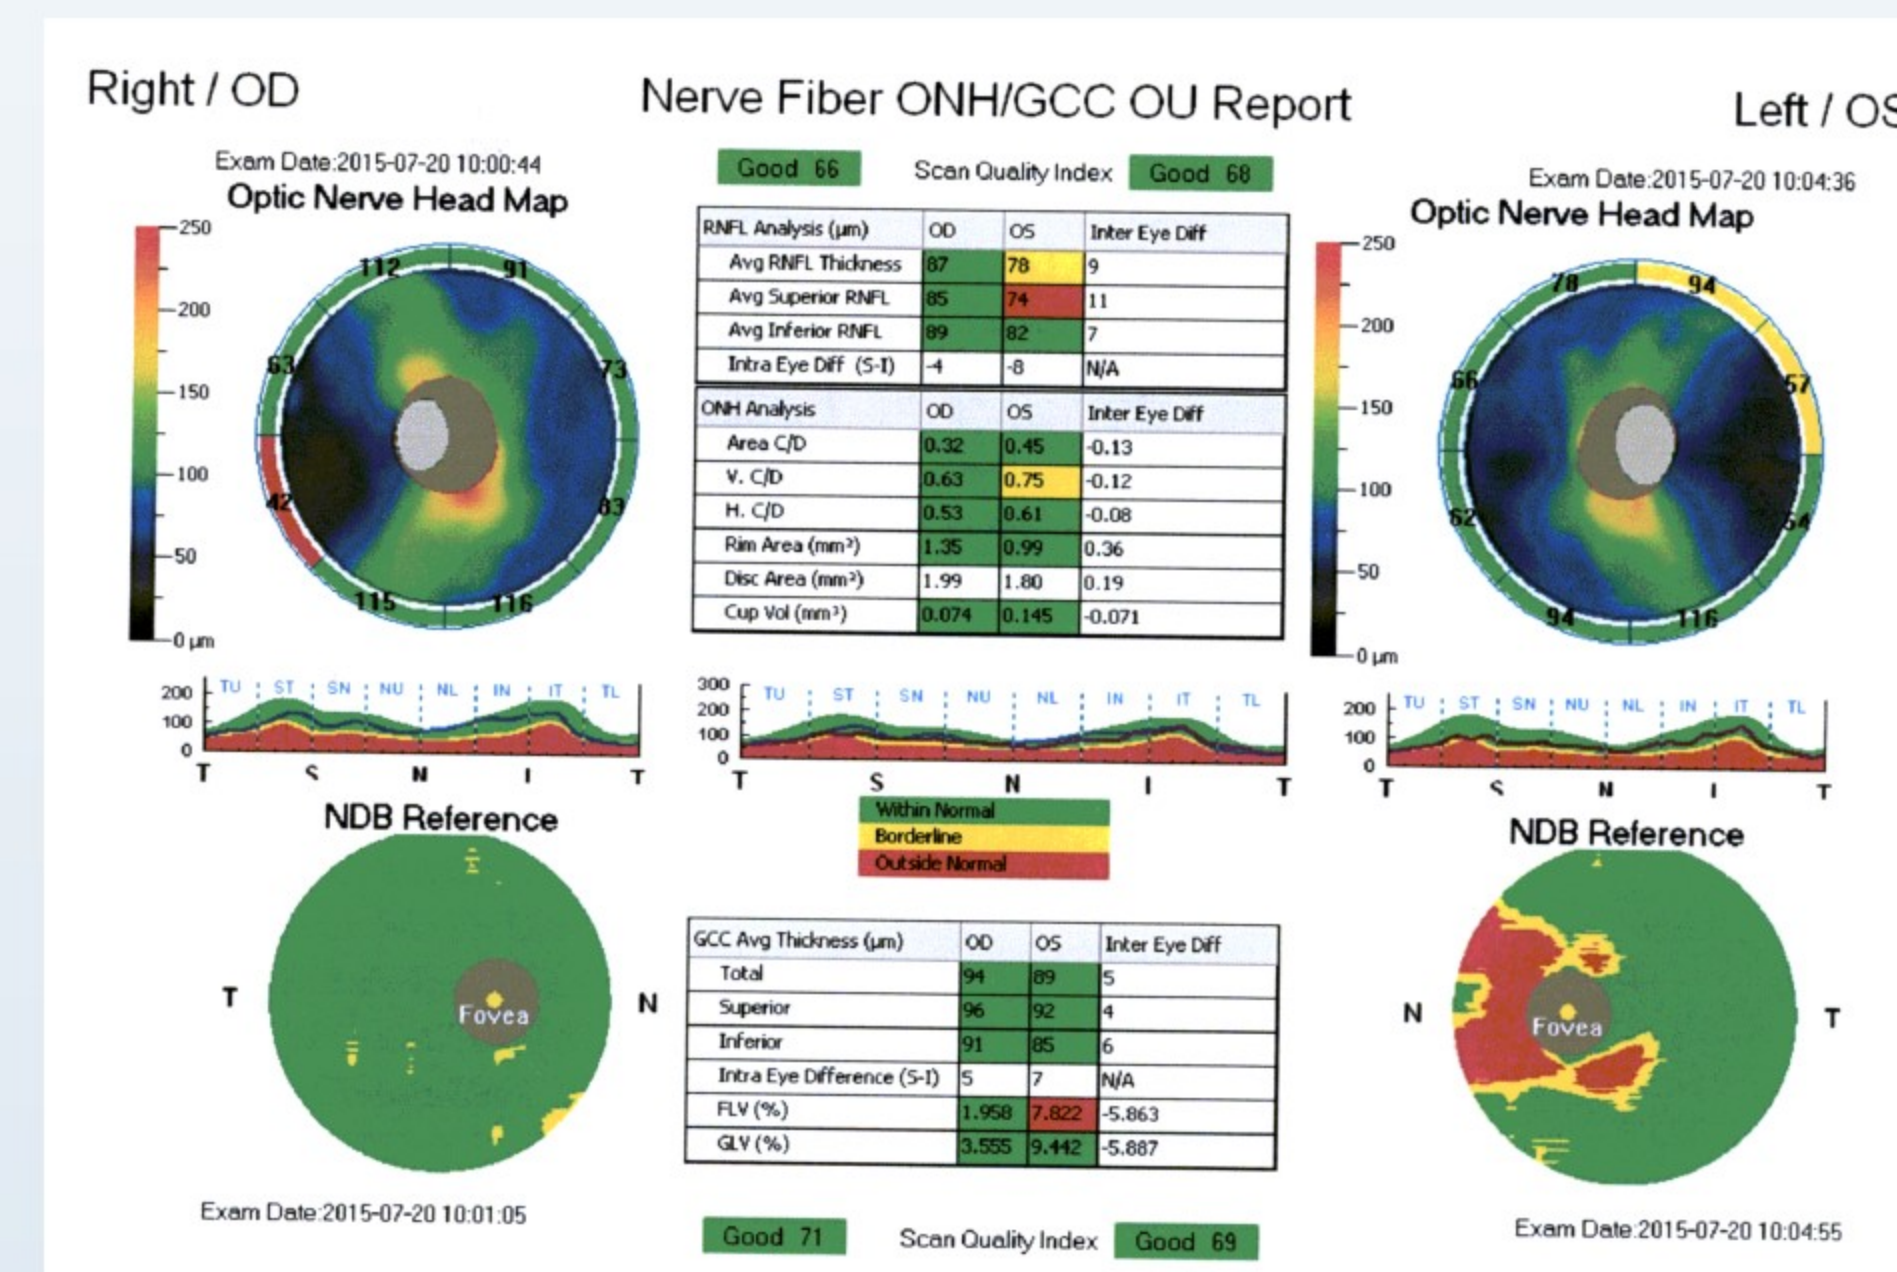 Right / OD
Nerve Fiber ONH/GCC OU Report
Left / OS
Exam Date:2015-07-20 10:00:44
Good 66 Scan Quality Index Good 68
Exam Date:2015-07-20 10:04:36
Optic Nerve Head Map
Optic Nerve Head Map
250
200
150
100
50
0 µm
112
91
63
73
42
83
115
116
RNFL Analysis (µm) OD OS Inter Eye Diff
Avg RNFL Thickness 87 78 9
Avg Superior RNFL 85 74 11
Avg Inferior RNFL 89 82 7
Intra Eye Diff (S-I) -4 -8 N/A
ONH Analysis OD OS Inter Eye Diff
Area C/D 0.32 0.45 -0.13
V. C/D 0.63 0.75 -0.12
H. C/D 0.53 0.61 -0.08
Rim Area (mm²) 1.35 0.99 0.36
Disc Area (mm²) 1.99 1.80 0.19
Cup Vol (mm³) 0.074 0.145 -0.071
250
200
150
100
50
0 µm
78
94
66
57
62
54
94
116
200
100
0
TU ST SN NU NL IN IT TL
T S N I T
300
200
100
0
TU ST SN NU NL IN IT TL
T S N I T
200
100
0
TU ST SN NU NL IN IT TL
T S N I T
Within Normal
Borderline
Outside Normal
NDB Reference
T
Fovea
N
NDB Reference
N
Fovea
T
GCC Avg Thickness (µm) OD OS Inter Eye Diff
Total 94 89 5
Superior 96 92 4
Inferior 91 85 6
Intra Eye Difference (S-I) 5 7 N/A
FLV (%) 1.958 7.822 -5.863
GLV (%) 3.555 9.442 -5.887
Exam Date:2015-07-20 10:01:05
Good 71 Scan Quality Index Good 69
Exam Date:2015-07-20 10:04:55